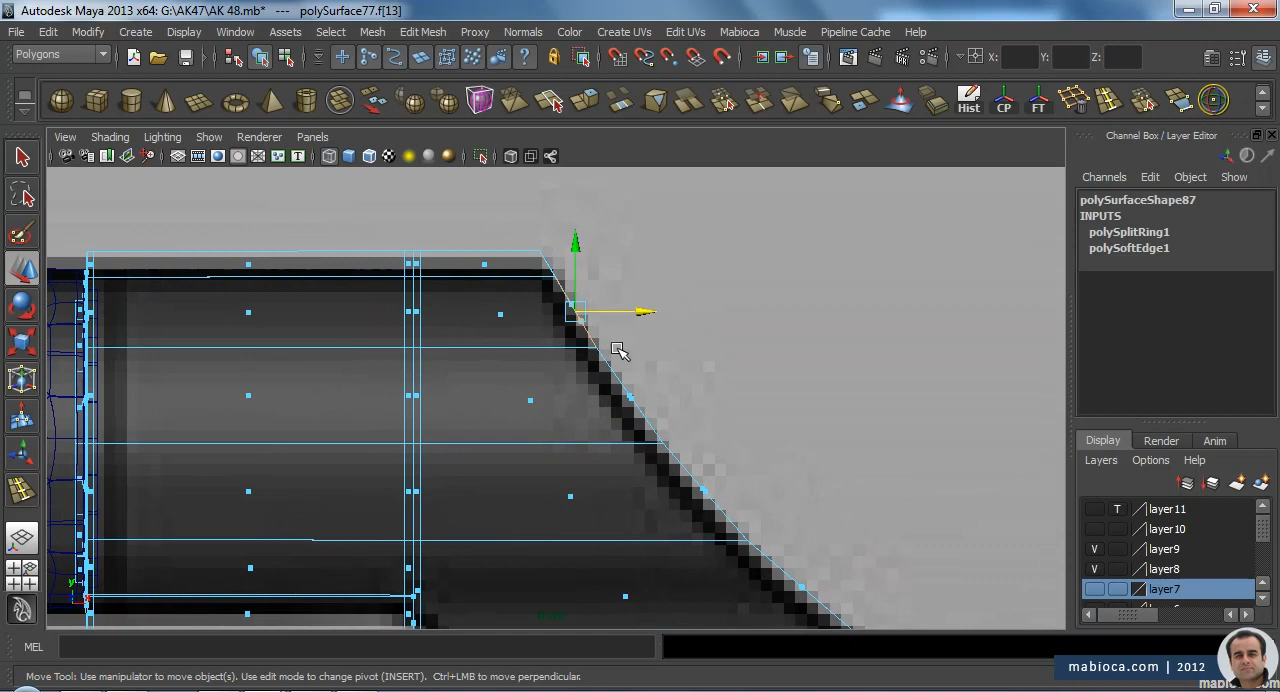 Autodesk Maya 2013 x64: G:\AK47\AK 48.mb* --- polySurface77.f[13]
File Edit Modify Create Display Window Assets Select Mesh Edit Mesh Proxy Normals Color Create UVs Edit UVs Mabioca Muscle Pipeline Cache Help
Polygons
X: Y: Z:
Hist CP FT
View Shading Lighting Show Renderer Panels
Channel Box / Layer Editor
Channels Edit Object Show
polySurfaceShape87
INPUTS
polySplitRing1
polySoftEdge1
Display Render Anim
Layers Options Help
T layer11
layer10
V layer9
V layer8
layer7
y
MEL
mabioca.com | 2012
Move Tool: Use manipulator to move object(s). Use edit mode to change pivot (INSERT). Ctrl+LMB to move perpendicular.